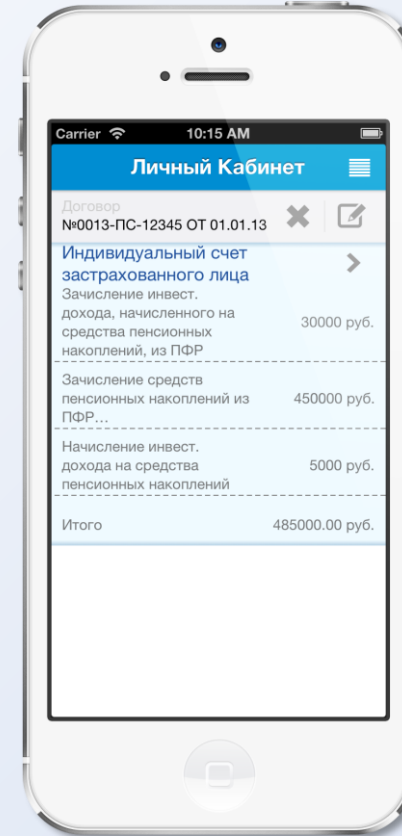 Carrier 10:15 AM
Личный Кабинет
Договор
№0013-ПС-12345 ОТ 01.01.13
Индивидуальный счет
застрахованного лица
Зачисление инвест.
дохода, начисленного на
средства пенсионных
накоплений, из ПФР
30000 руб.
Зачисление средств
пенсионных накоплений из
ПФР...
450000 руб.
Начисление инвест.
дохода на средства
пенсионных накоплений
5000 руб.
Итого 485000.00 руб.